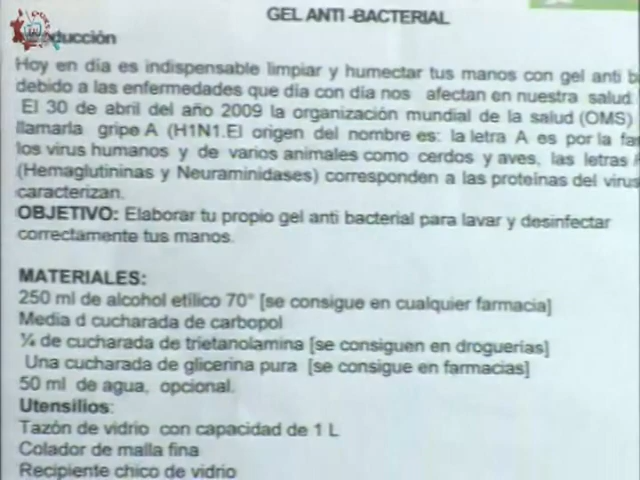 GEL ANTI -BACTERIAL
Hoy en día es indispensable limpiar y humectar tus manos con gel anti b
debido a las enfermedades que día con día nos afectan en nuestra salud
El 30 de abril del año 2009 la organización mundial de la salud (OMS)
llamarla gripe A (H1N1.El origen del nombre es: la letra A es por la fa
los virus humanos y de varios animales como cerdos y aves, las letras
(Hemaglutininas y Neuraminidases) corresponden a las proteínas del virus
caracterizan.
OBJETIVO: Elaborar tu propio gel anti bacterial para lavar y desinfectar
correctamente tus manos.
MATERIALES:
250 ml de alcohol etílico 70° [se consigue en cualquier farmacia]
Media d cucharada de carbopol
¼ de cucharada de trietanolamina [se consiguen en droguerías]
Una cucharada de glicerina pura [se consigue en farmacias]
50 ml de agua, opcional.
Utensilios:
Tazón de vidrio con capacidad de 1 L
Colador de malla fina
Recipiente chico de vidrio